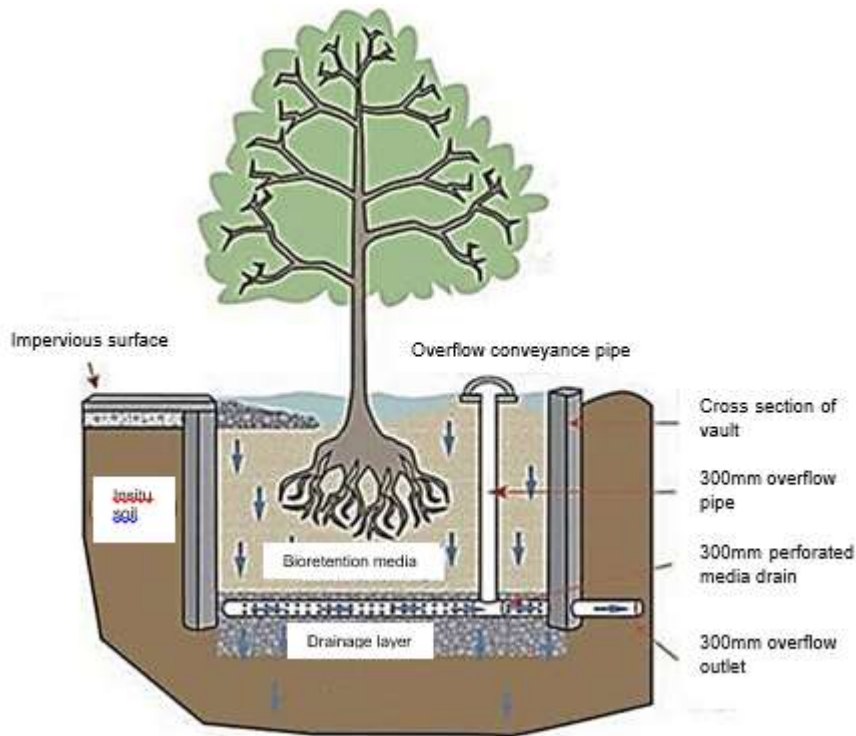 Impervious surface
Overflow conveyance pipe
Cross section of
vault
300mm overflow
pipe
Insitu
soil
Bioretention media
300mm perforated
media drain
Drainage layer
300mm overflow
outlet